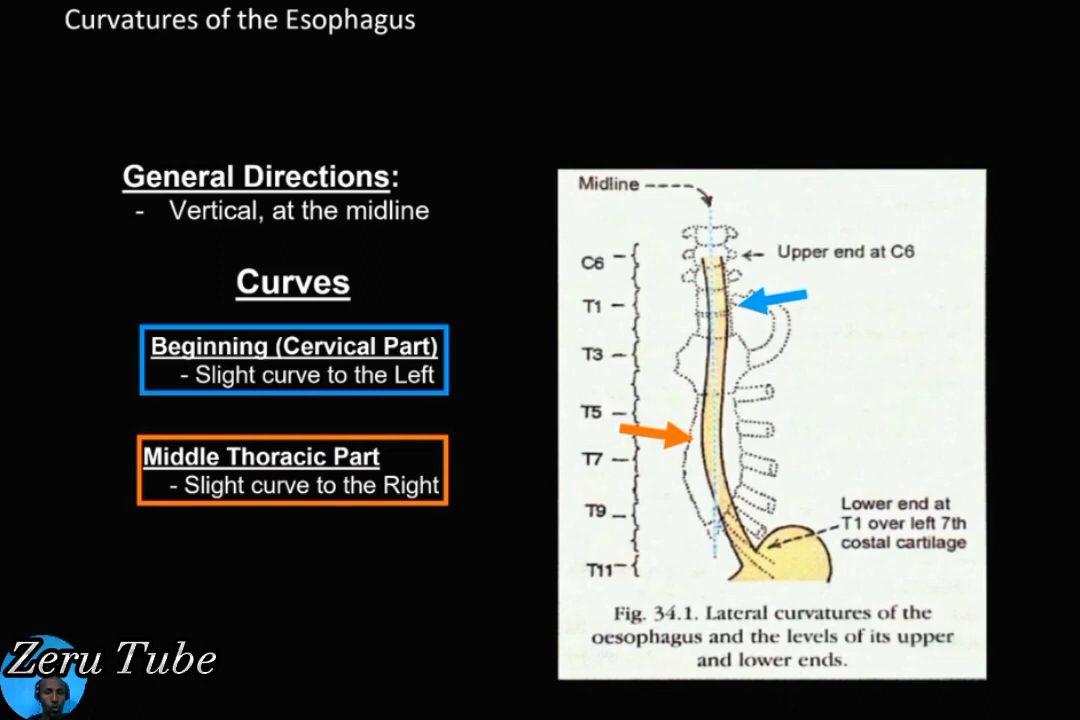 Curvatures of the Esophagus
General Directions:
- Vertical, at the midline
Curves
Beginning (Cervical Part)
- Slight curve to the Left
Middle Thoracic Part
- Slight curve to the Right
Midline
Upper end at C6
C6
T1
T3
T5
T7
T9
T11
Lower end at
T1 over left 7th
costal cartilage
Fig. 34.1. Lateral curvatures of the
oesophagus and the levels of its upper
and lower ends.
Zeru Tube